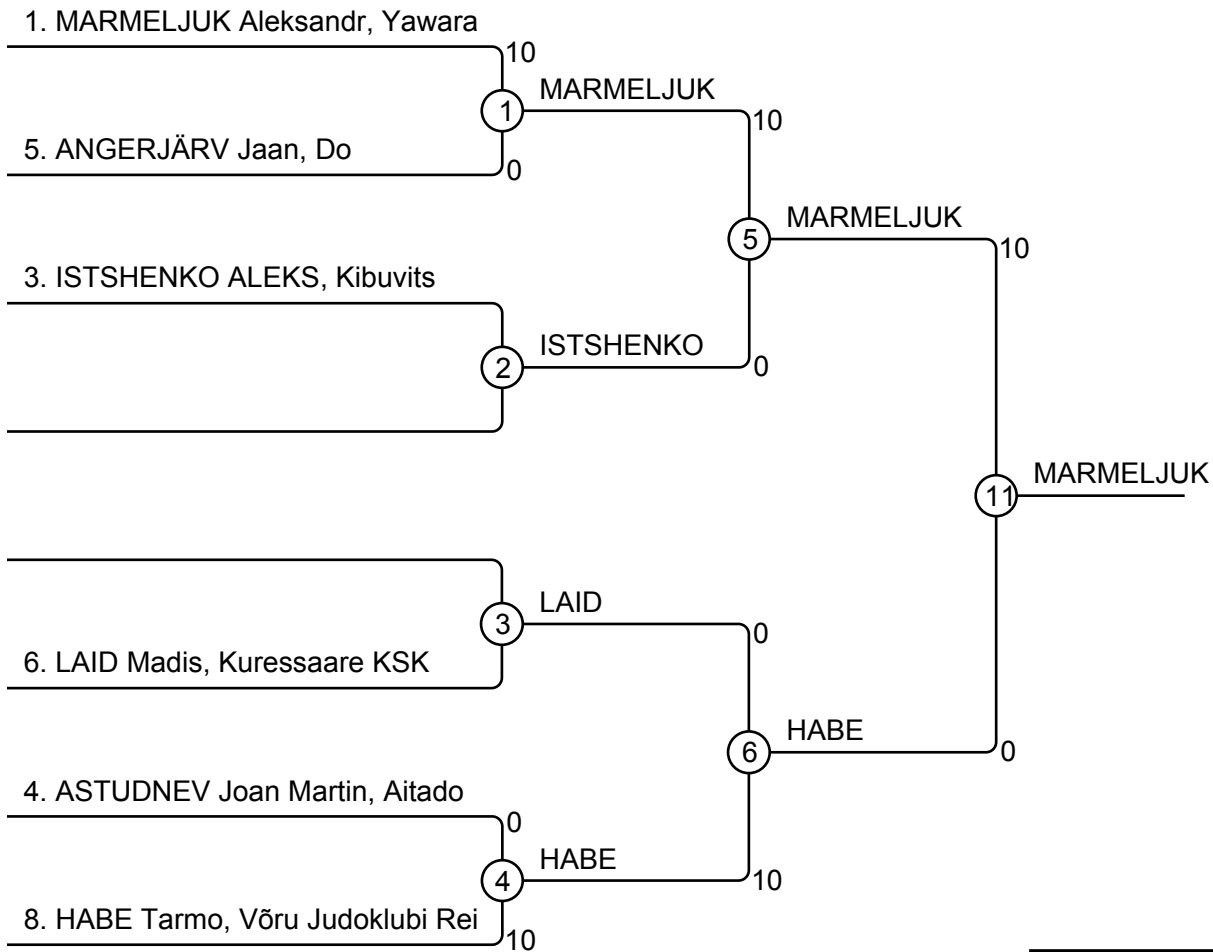 1. MARMELJUK Aleksandr, Yawara
10
MARMELJUK
1
10
5. ANGERJÄRV Jaan, Do
0
MARMELJUK
5
10
3. ISTSHENKO ALEKS, Kibuvits
ISTSHENKO
2
0
MARMELJUK
11
LAID
3
0
6. LAID Madis, Kuressaare KSK
HABE
6
0
4. ASTUDNEV Joan Martin, Aitado
0
HABE
4
10
8. HABE Tarmo, Võru Judoklubi Rei
10